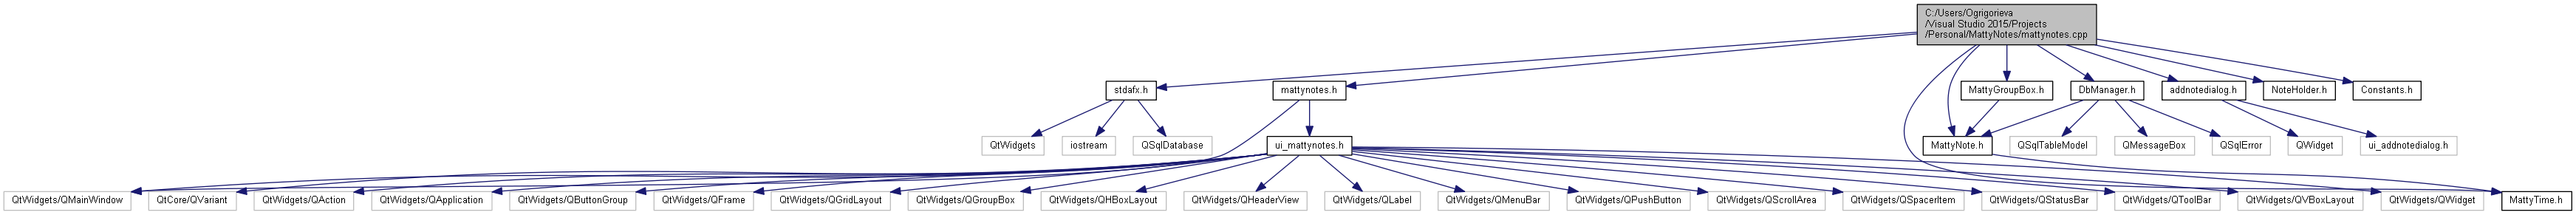 C:/Users/Ogrigorieva
/Visual Studio 2015/Projects
/Personal/MattyNotes/mattynotes.cpp
stdafx.h
mattynotes.h
MattyGroupBox.h
DbManager.h
addnotedialog.h
NoteHolder.h
Constants.h
QtWidgets
iostream
QSqlDatabase
ui_mattynotes.h
MattyNote.h
QSqlTableModel
QMessageBox
QSqlError
QWidget
ui_addnotedialog.h
QtWidgets/QMainWindow
QtCore/QVariant
QtWidgets/QAction
QtWidgets/QApplication
QtWidgets/QButtonGroup
QtWidgets/QFrame
QtWidgets/QGridLayout
QtWidgets/QGroupBox
QtWidgets/QHBoxLayout
QtWidgets/QHeaderView
QtWidgets/QLabel
QtWidgets/QMenuBar
QtWidgets/QPushButton
QtWidgets/QScrollArea
QtWidgets/QSpacerItem
QtWidgets/QStatusBar
QtWidgets/QToolBar
QtWidgets/QVBoxLayout
QtWidgets/QWidget
MattyTime.h